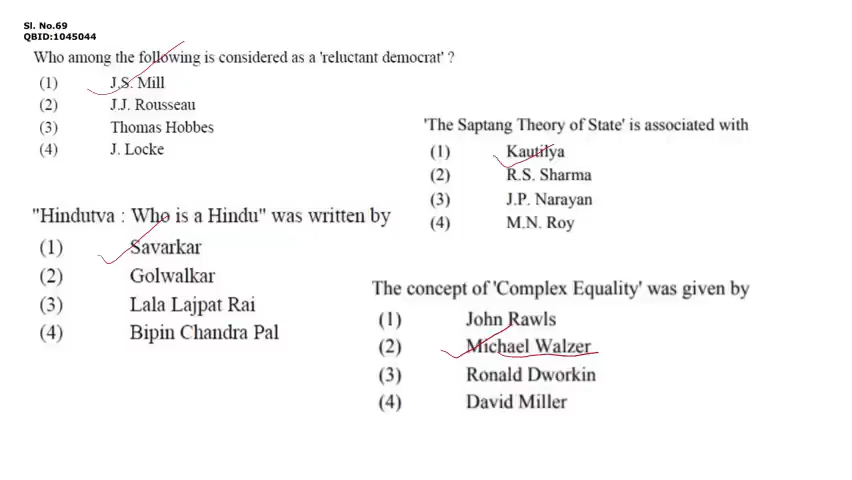 Sl. No.69
QBID:1045044
Who among the following is considered as a 'reluctant democrat' ?
(1) J.S. Mill
(2) J.J. Rousseau
(3) Thomas Hobbes
(4) J. Locke
'The Saptang Theory of State' is associated with
(1) Kautilya
(2) R.S. Sharma
(3) J.P. Narayan
(4) M.N. Roy
"Hindutva : Who is a Hindu" was written by
(1) Savarkar
(2) Golwalkar
(3) Lala Lajpat Rai
(4) Bipin Chandra Pal
The concept of 'Complex Equality' was given by
(1) John Rawls
(2) Michael Walzer
(3) Ronald Dworkin
(4) David Miller